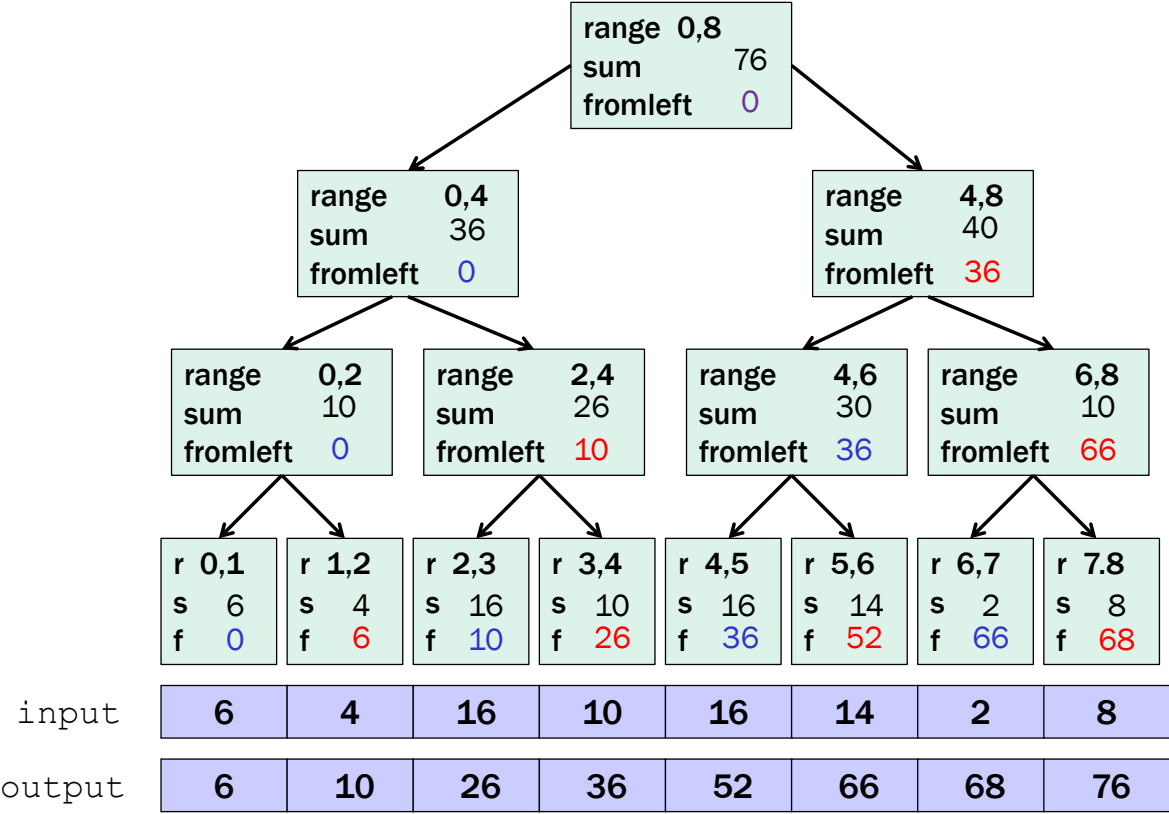 range 0,8
sum 76
fromleft 0
range 0,4
sum 36
fromleft 0
range 4,8
sum 40
fromleft 36
range 0,2
sum 10
fromleft 0
range 2,4
sum 26
fromleft 10
range 4,6
sum 30
fromleft 36
range 6,8
sum 10
fromleft 66
r 0,1
s 6
f 0
r 1,2
s 4
f 6
r 2,3
s 16
f 10
r 3,4
s 10
f 26
r 4,5
s 16
f 36
r 5,6
s 14
f 52
r 6,7
s 2
f 66
r 7.8
s 8
f 68
input 6 4 16 10 16 14 2 8
output 6 10 26 36 52 66 68 76